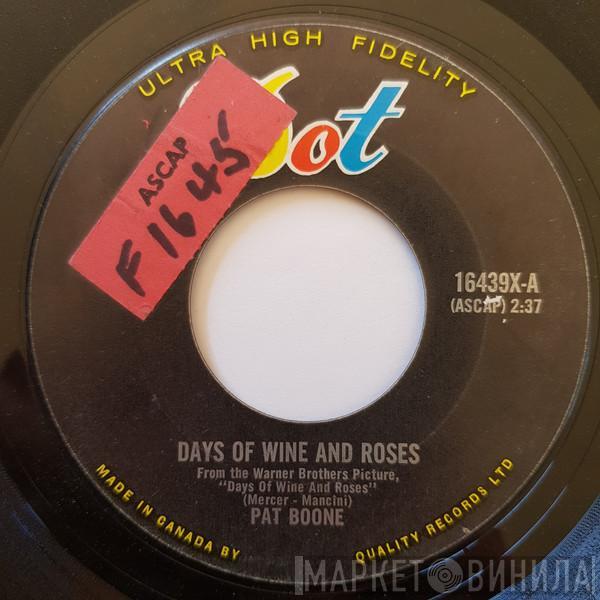 ULTRA HIGH FIDELITY
Dot
ASCAP
F1645
16439X-A
(ASCAP) 2:37
DAYS OF WINE AND ROSES
From the Warner Brothers Picture,
"Days Of Wine And Roses"
(Mercer - Mancini)
PAT BOONE
MADE IN CANADA BY QUALITY RECORDS LTD
МАРКЕТ ВИНИЛА